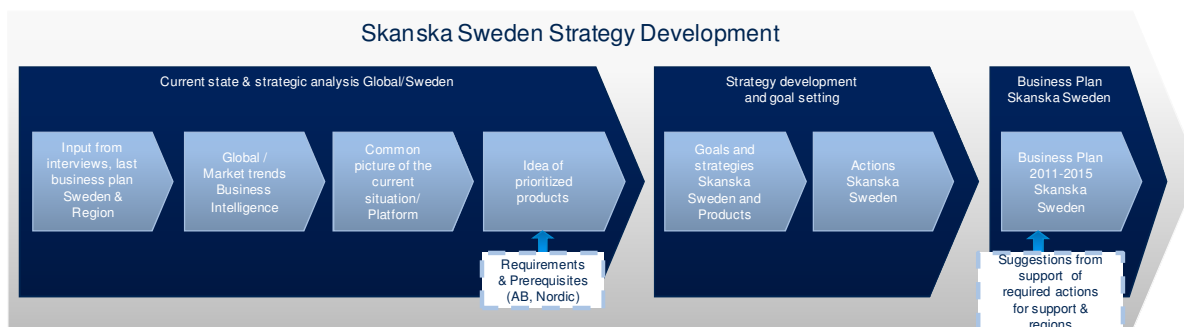 Skanska Sweden Strategy Development
Current state & strategic analysis Global/Sweden
Input from
interviews, last
business plan
Sweden &
Region
Global /
Market trends
Business
Intelligence
Common
picture of the
current
situation/
Platform
Idea of
prioritized
products
Requirements
& Prerequisites
(AB, Nordic)
Strategy development
and goal setting
Goals and
strategies
Skanska
Sweden and
Products
Actions
Skanska
Sweden
Business Plan
Skanska Sweden
Business Plan
2011-2015
Skanska
Sweden
Suggestions from
support of
required actions
for support &
regions